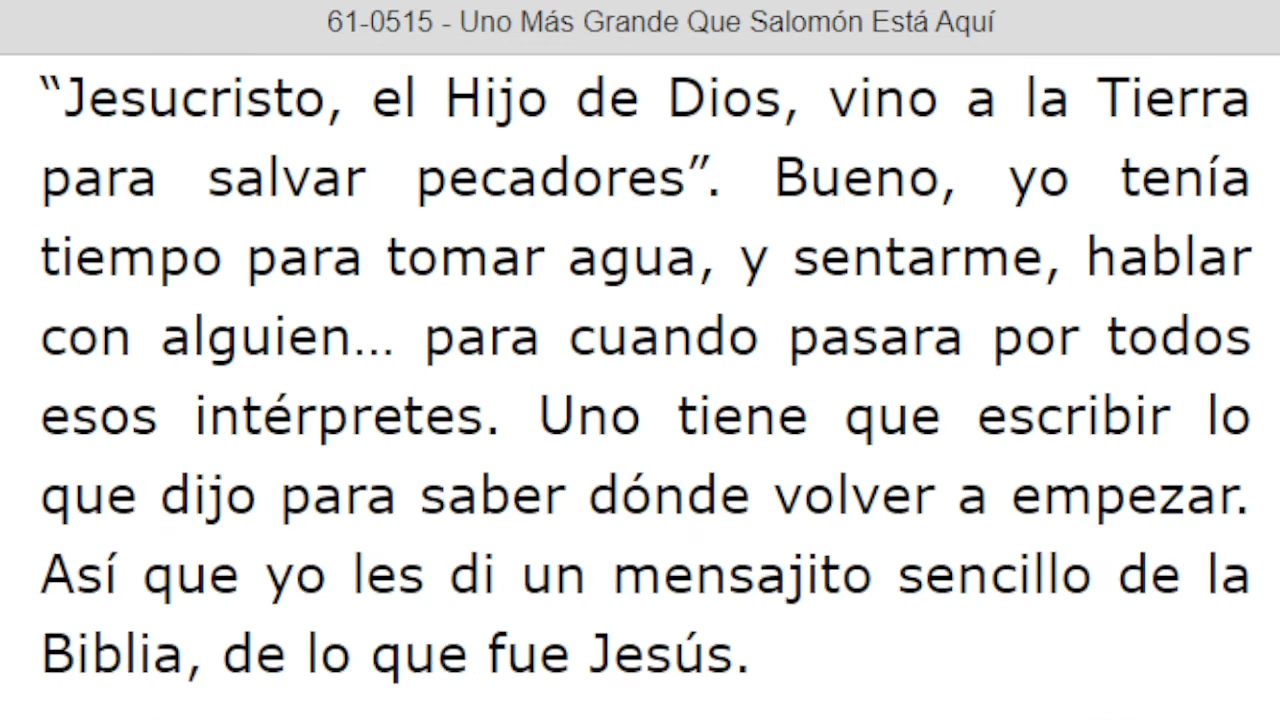 61-0515 - Uno Más Grande Que Salomón Está Aquí
“Jesucristo, el Hijo de Dios, vino a la Tierra
para salvar pecadores”. Bueno, yo tenía
tiempo para tomar agua, y sentarme, hablar
con alguien... para cuando pasara por todos
esos intérpretes. Uno tiene que escribir lo
que dijo para saber dónde volver a empezar.
Así que yo les di un mensajito sencillo de la
Biblia, de lo que fue Jesús.